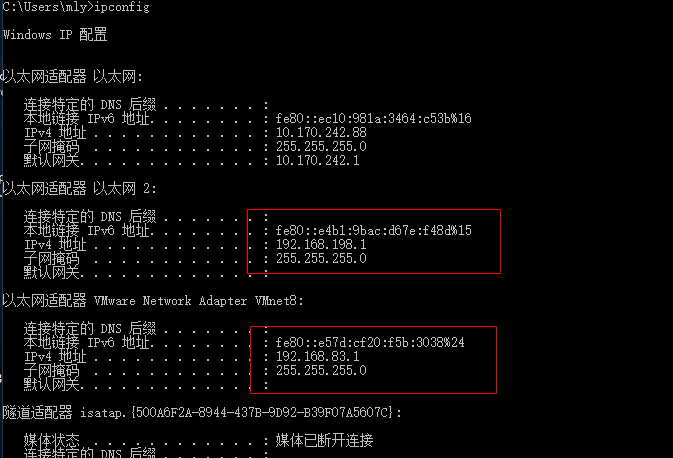 C:\Users\mly>ipconfig
Windows IP 配置
以太网适配器 以太网:
连接特定的 DNS 后缀 . . . . . . . :
本地链接 IPv6 地址. . . . . . . . : fe80::ec10:981a:3464:c53b%16
IPv4 地址 . . . . . . . . . . . . : 10.170.242.88
子网掩码 . . . . . . . . . . . . : 255.255.255.0
默认网关. . . . . . . . . . . . . : 10.170.242.1
以太网适配器 以太网 2:
连接特定的 DNS 后缀 . . . . . . . :
本地链接 IPv6 地址. . . . . . . . : fe80::e4b1:9bac:d67e:f48d%15
IPv4 地址 . . . . . . . . . . . . : 192.168.198.1
子网掩码 . . . . . . . . . . . . : 255.255.255.0
默认网关. . . . . . . . . . . . . :
以太网适配器 VMware Network Adapter VMnet8:
连接特定的 DNS 后缀 . . . . . . . :
本地链接 IPv6 地址. . . . . . . . : fe80::e57d:cf20:f5b:3038%24
IPv4 地址 . . . . . . . . . . . . : 192.168.83.1
子网掩码 . . . . . . . . . . . . : 255.255.255.0
默认网关. . . . . . . . . . . . . :
隧道适配器 isatap.{500A6F2A-8944-437B-9D92-B39F07A5607C}:
媒体状态 . . . . . . . . . . . . : 媒体已断开连接
连接特定的 DNS 后缀 . . . . . . . :